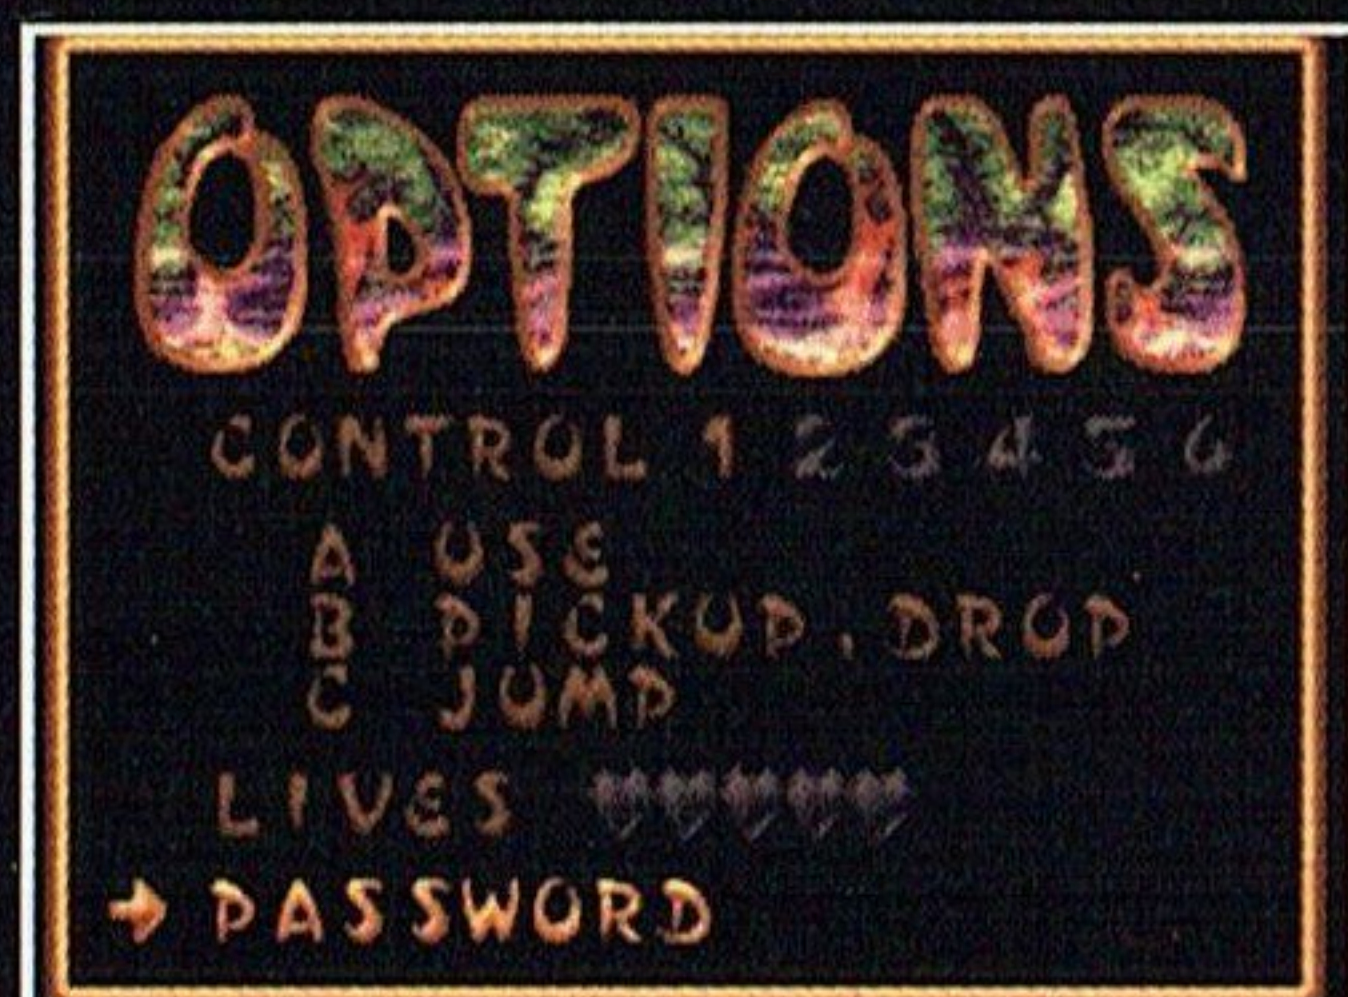 OPTIONS
CONTROL 1 2 3 4 5 6
A USE
B PICKUP, DROP
C JUMP
LIVES
PASSWORD